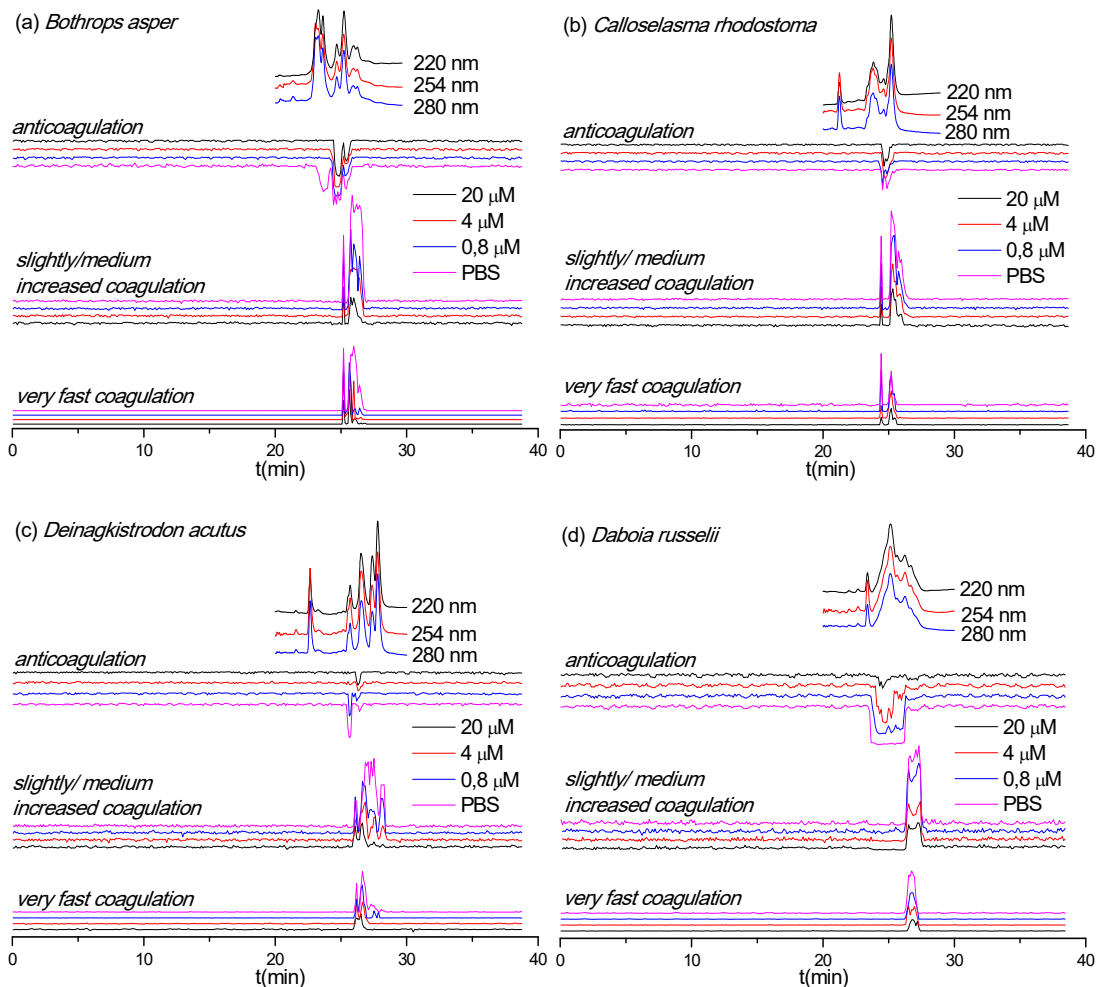 (a) Bothrops asper
220 nm
254 nm
280 nm
anticoagulation
20 μM
4 μM
0,8 μM
PBS
slightly/medium
increased coagulation
very fast coagulation
0 10 20 30 40
t(min)
(b) Calloselasma rhodostoma
220 nm
254 nm
280 nm
anticoagulation
20 μM
4 μM
0,8 μM
PBS
slightly/ medium
increased coagulation
very fast coagulation
0 10 20 30 40
t(min)
(c) Deinagkistrodon acutus
220 nm
254 nm
280 nm
anticoagulation
20 μM
4 μM
0,8 μM
PBS
slightly/ medium
increased coagulation
very fast coagulation
0 10 20 30 40
t(min)
(d) Daboia russelii
220 nm
254 nm
280 nm
anticoagulation
20 μM
4 μM
0,8 μM
PBS
slightly/ medium
increased coagulation
very fast coagulation
0 10 20 30 40
t(min)